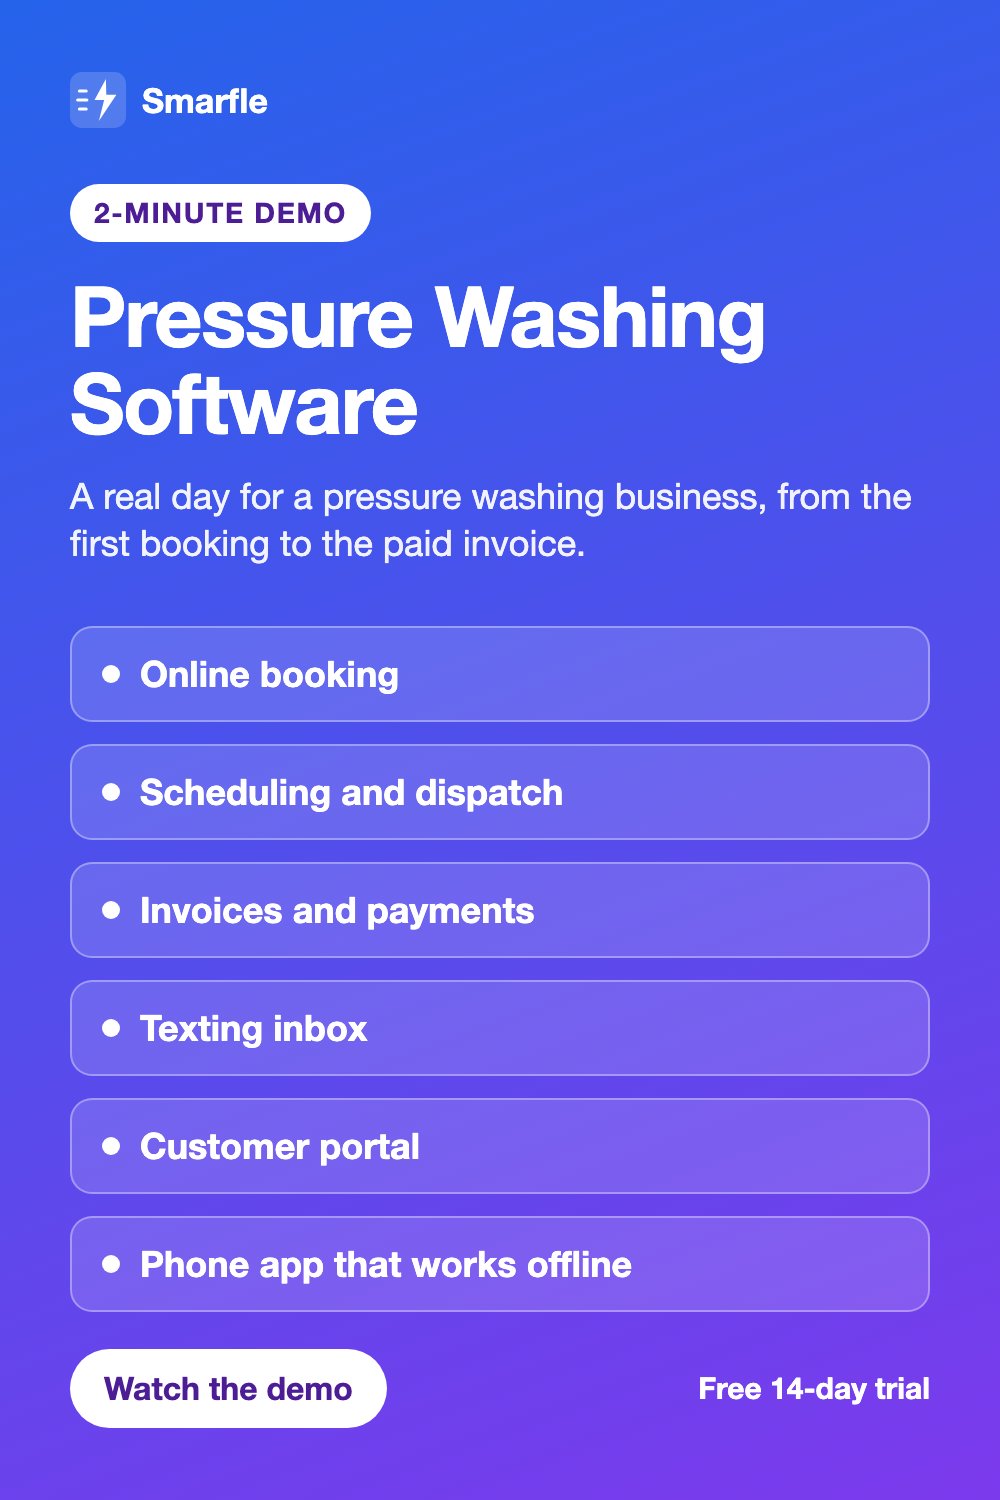 Smarfle
2-MINUTE DEMO
Pressure Washing
Software
A real day for a pressure washing business, from the
first booking to the paid invoice.
Online booking
Scheduling and dispatch
Invoices and payments
Texting inbox
Customer portal
Phone app that works offline
Watch the demo
Free 14-day trial